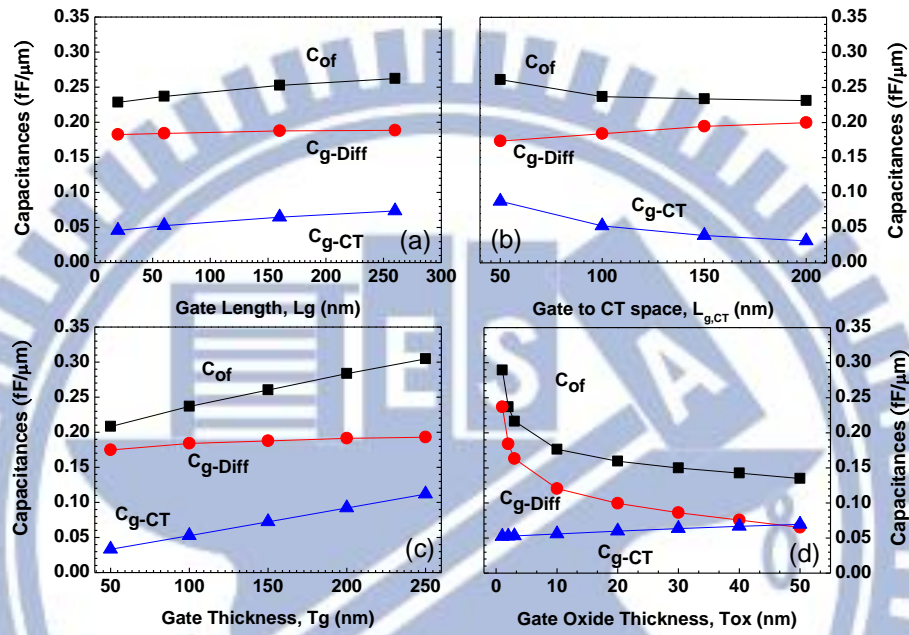 0.35 0.35
0.30 0.30
0.25 0.25
0.20 0.20
0.15 0.15
0.10 0.10
0.05 0.05
0.00 0.00
Capacitances (fF/μm)
Cof
Cg-Diff
Cg-CT
(a)
0 50 100 150 200 250 300
Gate Length, Lg (nm)
Cof
Cg-Diff
Cg-CT
(b)
50 100 150 200
Gate to CT space, Lg,CT (nm)
Capacitances (fF/μm)
0.35 0.35
0.30 0.30
0.25 0.25
0.20 0.20
0.15 0.15
0.10 0.10
0.05 0.05
0.00 0.00
Capacitances (fF/μm)
Cof
Cg-Diff
Cg-CT
(c)
50 100 150 200 250
Gate Thickness, Tg (nm)
Cof
Cg-Diff
Cg-CT
(d)
0 10 20 30 40 50
Gate Oxide Thickness, Tox (nm)
Capacitances (fF/μm)
E S A